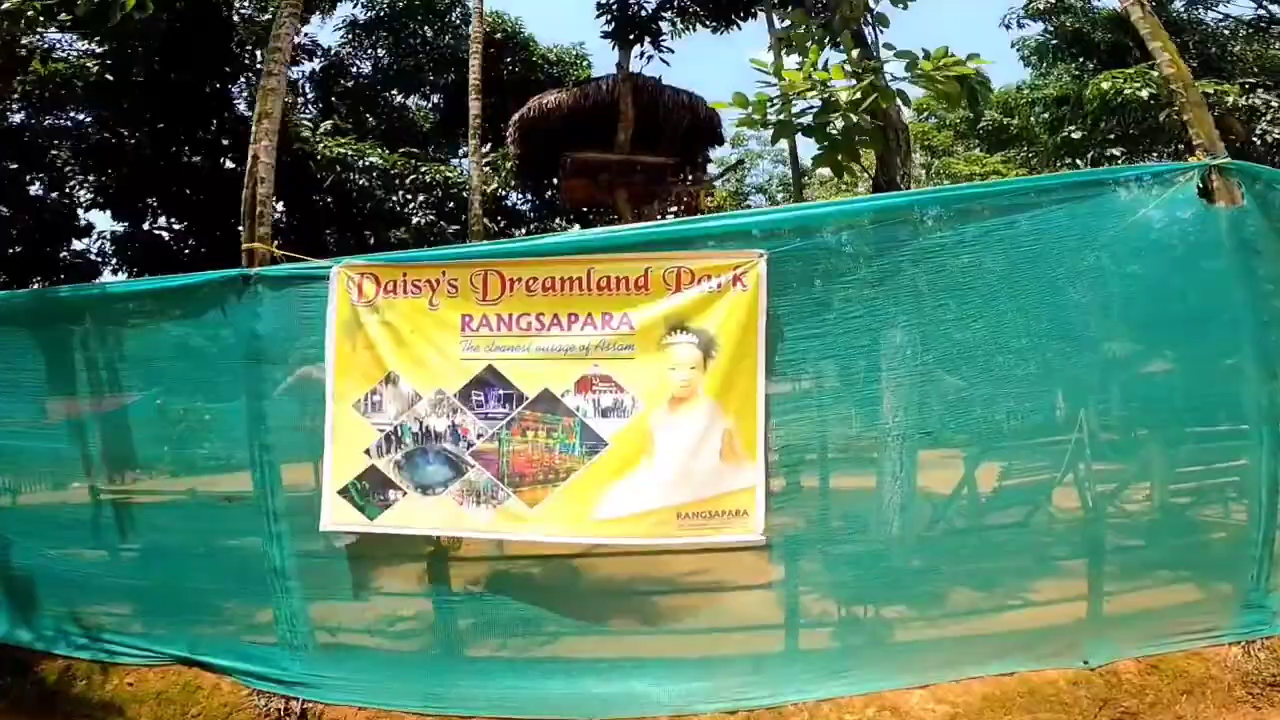 Daisy's Dreamland Park
RANGSAPARA
The cleanest village of Assam
RANGSAPARA